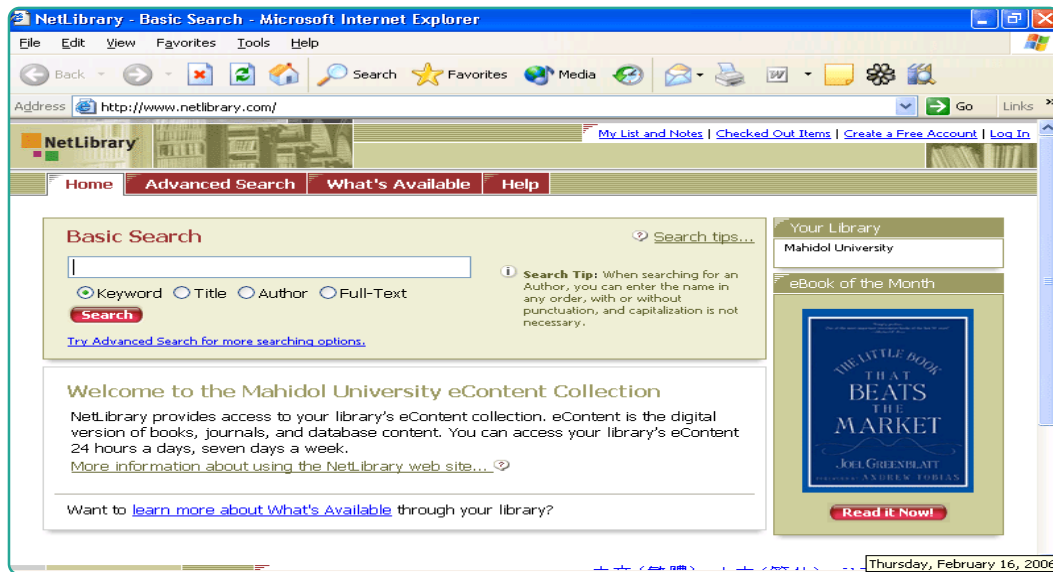 NetLibrary - Basic Search - Microsoft Internet Explorer
File Edit View Favorites Tools Help
Back Search Favorites Media
Address http://www.netlibrary.com/ Go Links »
NetLibrary
My List and Notes | Checked Out Items | Create a Free Account | Log In
Home Advanced Search What's Available Help
Basic Search
Search tips...
Keyword Title Author Full-Text
Search
Try Advanced Search for more searching options.
Search Tip: When searching for an
Author, you can enter the name in
any order, with or without
punctuation, and capitalization is not
necessary.
Welcome to the Mahidol University eContent Collection
NetLibrary provides access to your library's eContent collection. eContent is the digital
version of books, journals, and database content. You can access your library's eContent
24 hours a days, seven days a week.
More information about using the NetLibrary web site...
Want to learn more about What's Available through your library?
Your Library
Mahidol University
eBook of the Month
THE LITTLE BOOK
THAT
BEATS
THE
MARKET
JOEL GREENBLATT
ANDREW TOBIAS
Read it Now!
Thursday, February 16, 2006